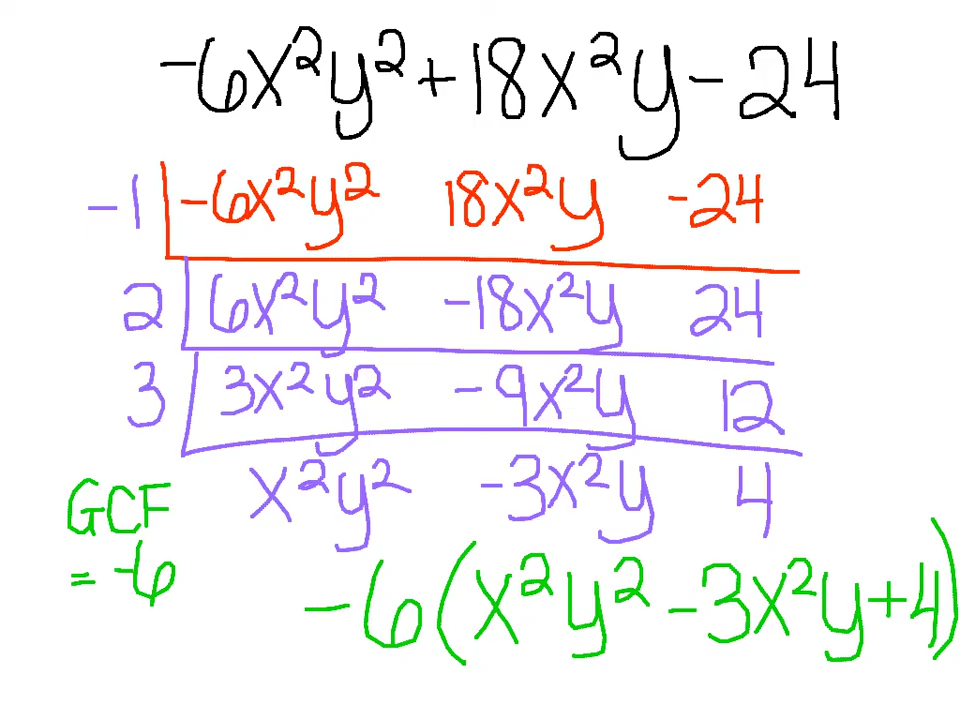 -6x²y²+18x²y-24
-1 -6x²y² 18x²y -24
2 6x²y² -18x²y 24
3 3x²y² -9x²y 12
x²y² -3x²y 4
GCF
= -6
-6(x²y²-3x²y+4)